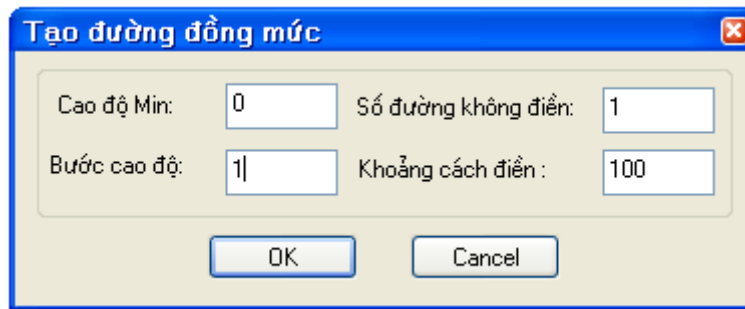 Tạo đường đồng mức
Cao độ Min: 0 Số đường không điền: 1
Bước cao độ: 1 Khoảng cách điền : 100
OK Cancel